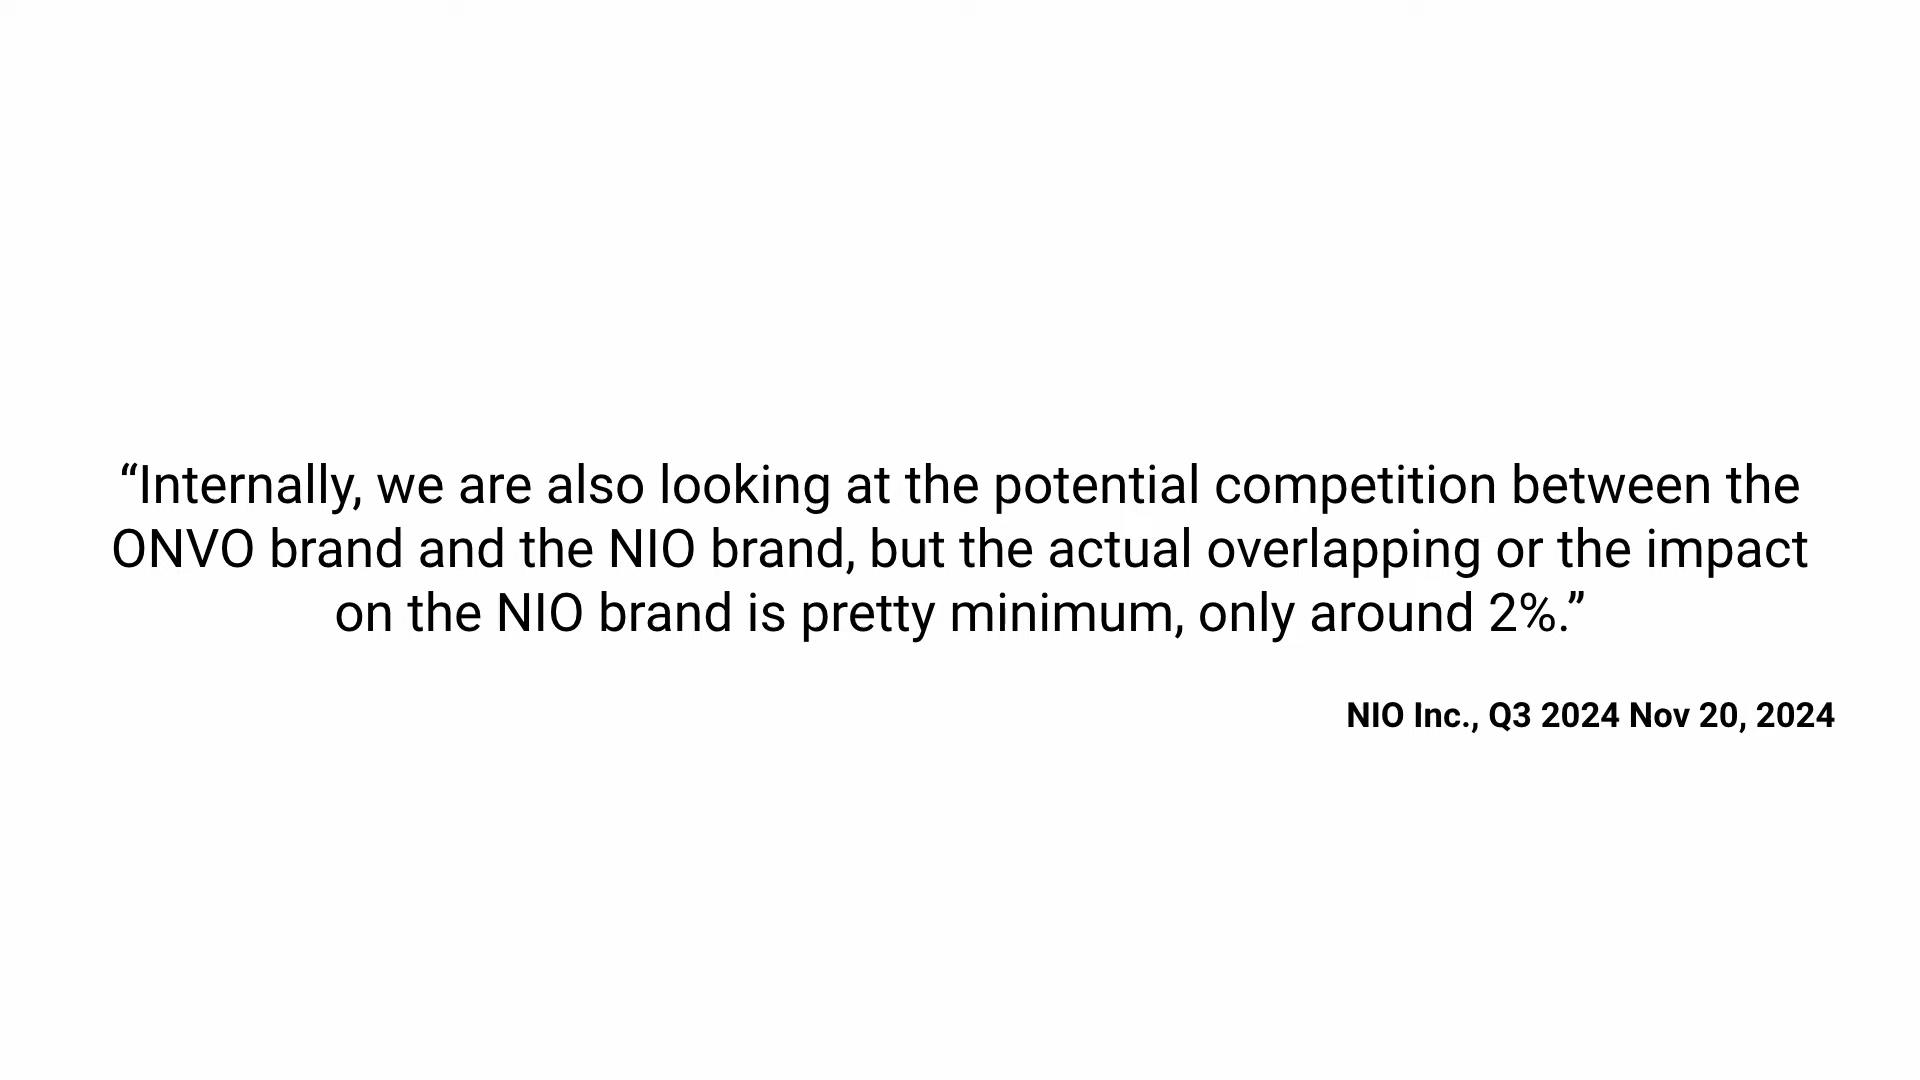 “Internally, we are also looking at the potential competition between the
ONVO brand and the NIO brand, but the actual overlapping or the impact
on the NIO brand is pretty minimum, only around 2%.”
NIO Inc., Q3 2024 Nov 20, 2024